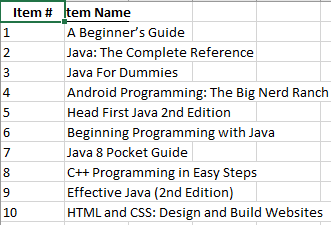 Item # Item Name
1 A Beginner's Guide
2 Java: The Complete Reference
3 Java For Dummies
4 Android Programming: The Big Nerd Ranch
5 Head First Java 2nd Edition
6 Beginning Programming with Java
7 Java 8 Pocket Guide
8 C++ Programming in Easy Steps
9 Effective Java (2nd Edition)
10 HTML and CSS: Design and Build Websites